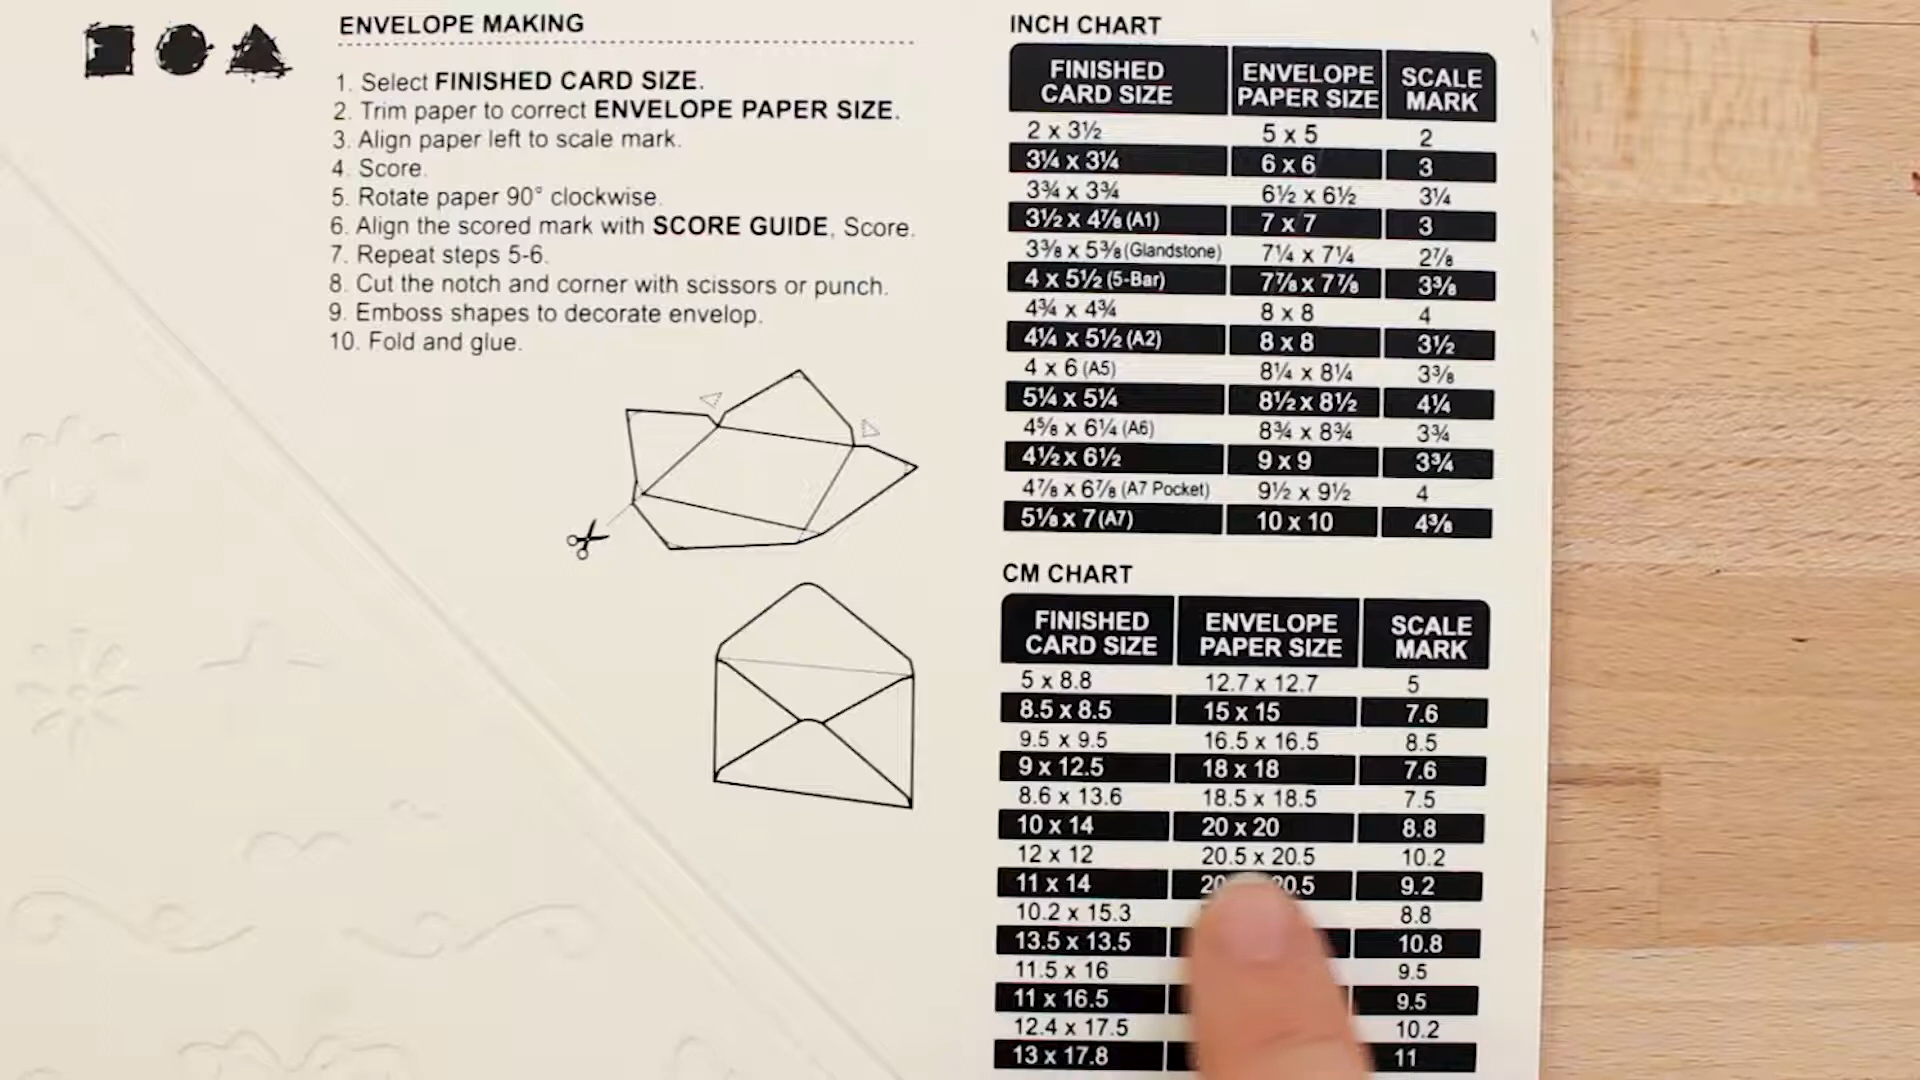 ENVELOPE MAKING
1. Select FINISHED CARD SIZE.
2. Trim paper to correct ENVELOPE PAPER SIZE.
3. Align paper left to scale mark.
4. Score.
5. Rotate paper 90° clockwise.
6. Align the scored mark with SCORE GUIDE, Score.
7. Repeat steps 5-6.
8. Cut the notch and corner with scissors or punch.
9. Emboss shapes to decorate envelop.
10. Fold and glue.
INCH CHART
FINISHED CARD SIZE ENVELOPE PAPER SIZE SCALE MARK
2 x 3½ 5 x 5 2
3¼ x 3¼ 6 x 6 3
3¾ x 3¾ 6½ x 6½ 3¼
3½ x 4⅞ (A1) 7 x 7 3
3⅜ x 5⅜ (Glandstone) 7¼ x 7¼ 2⅞
4 x 5½ (5-Bar) 7⅞ x 7⅞ 3⅜
4¾ x 4¾ 8 x 8 4
4¼ x 5½ (A2) 8 x 8 3½
4 x 6 (A5) 8¼ x 8¼ 3⅜
5¼ x 5¼ 8½ x 8½ 4¼
4⅝ x 6¼ (A6) 8¾ x 8¾ 3¾
4½ x 6½ 9 x 9 3¾
4⅞ x 6⅞ (A7 Pocket) 9½ x 9½ 4
5⅛ x 7 (A7) 10 x 10 4⅜
CM CHART
FINISHED CARD SIZE ENVELOPE PAPER SIZE SCALE MARK
5 x 8.8 12.7 x 12.7 5
8.5 x 8.5 15 x 15 7.6
9.5 x 9.5 16.5 x 16.5 8.5
9 x 12.5 18 x 18 7.6
8.6 x 13.6 18.5 x 18.5 7.5
10 x 14 20 x 20 8.8
12 x 12 20.5 x 20.5 10.2
11 x 14 9.2
10.2 x 15.3 8.8
13.5 x 13.5 10.8
11.5 x 16 9.5
11 x 16.5 9.5
12.4 x 17.5 10.2
13 x 17.8 11